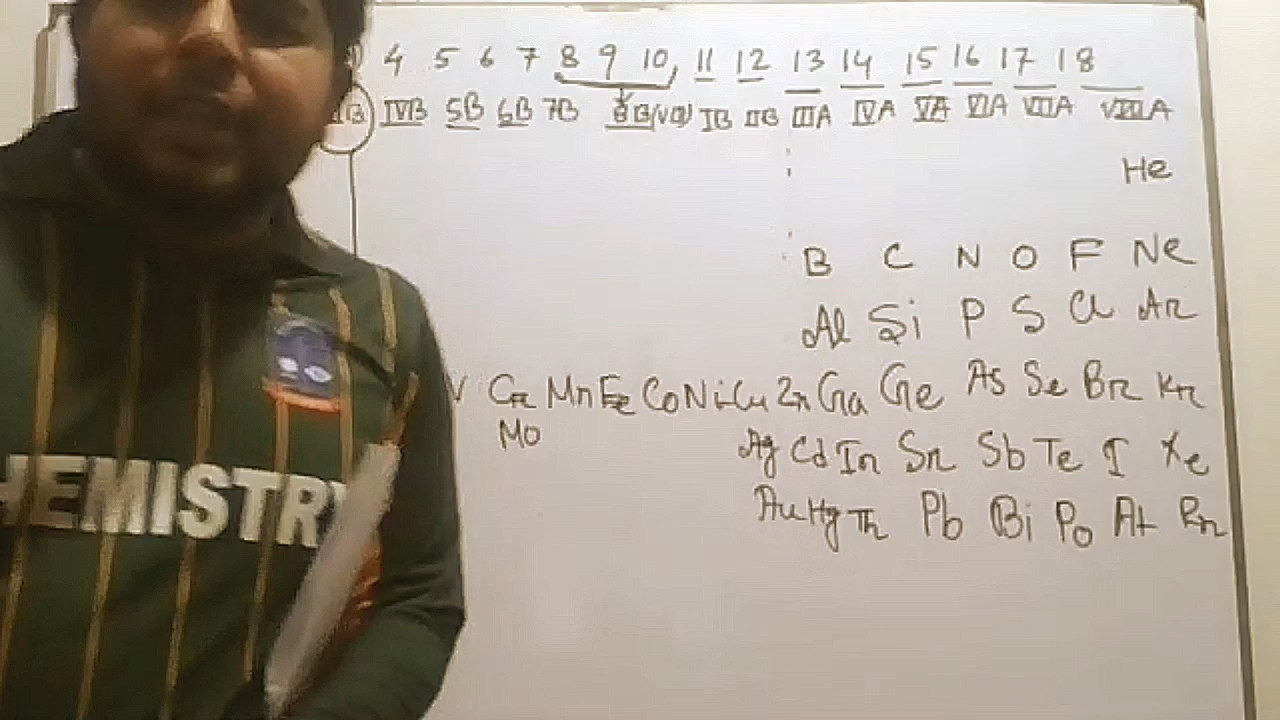 4 5 6 7 8 9 10, 11 12 13 14 15 16 17 18
IVB 5B 6B 7B 8B(VIIIB) IB IIB IIIA IVA VA VIA VIIA VIIIA
He
B C N O F Ne
Al Si P S Cl Ar
V Cr Mn Fe Co Ni Cu Zn Ga Ge As Se Br Kr
Mo Ag Cd In Sn Sb Te I Xe
Au Hg Th Pb Bi Po At Rn
HEMISTRY